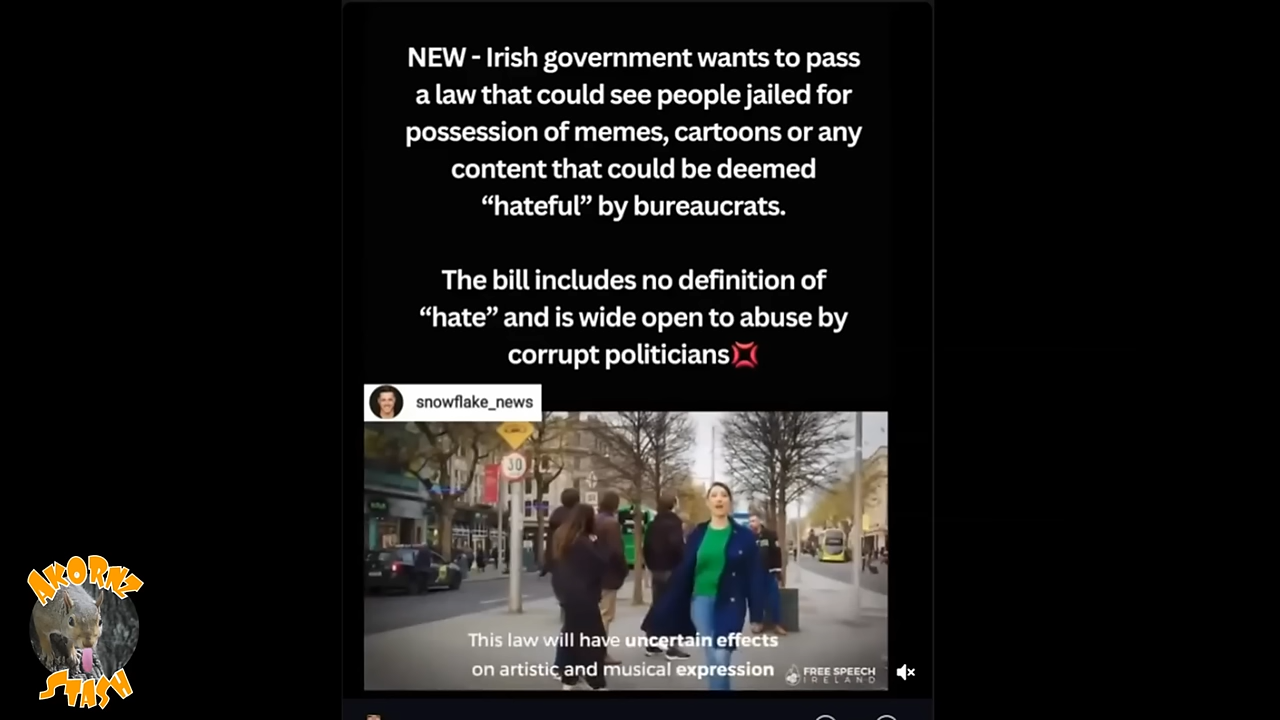 NEW - Irish government wants to pass
a law that could see people jailed for
possession of memes, cartoons or any
content that could be deemed
“hateful” by bureaucrats.
The bill includes no definition of
“hate” and is wide open to abuse by
corrupt politicians💢
snowflake_news
30
This law will have uncertain effects
on artistic and musical expression
FREE SPEECH
IRELAND
AKORNZ
STASH